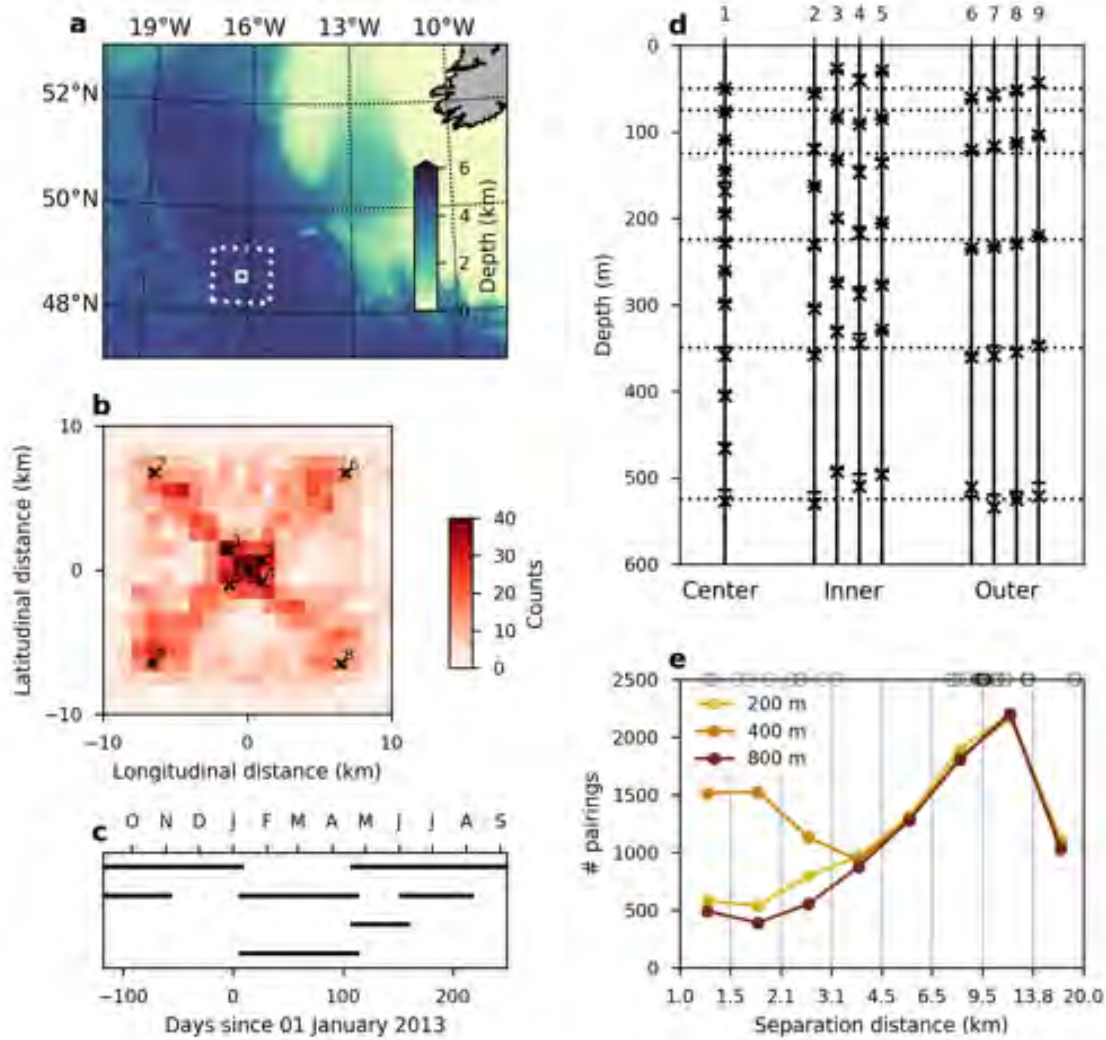 a
19°W 16°W 13°W 10°W
52°N
50°N
48°N
6
4
2
0
Depth (km)
b
10
0
−10
−10 0 10
Latitudinal distance (km)
Longitudinal distance (km)
6
8
40
30
20
10
0
Counts
c
O N D J F M A M J J A S
−100 0 100 200
Days since 01 January 2013
d
1 2 3 4 5 6 7 8 9
0
100
200
300
400
500
600
Depth (m)
Center Inner Outer
e
2500
2000
1500
1000
500
0
# pairings
200 m
400 m
800 m
1.0 1.5 2.1 3.1 4.5 6.5 9.5 13.8 20.0
Separation distance (km)